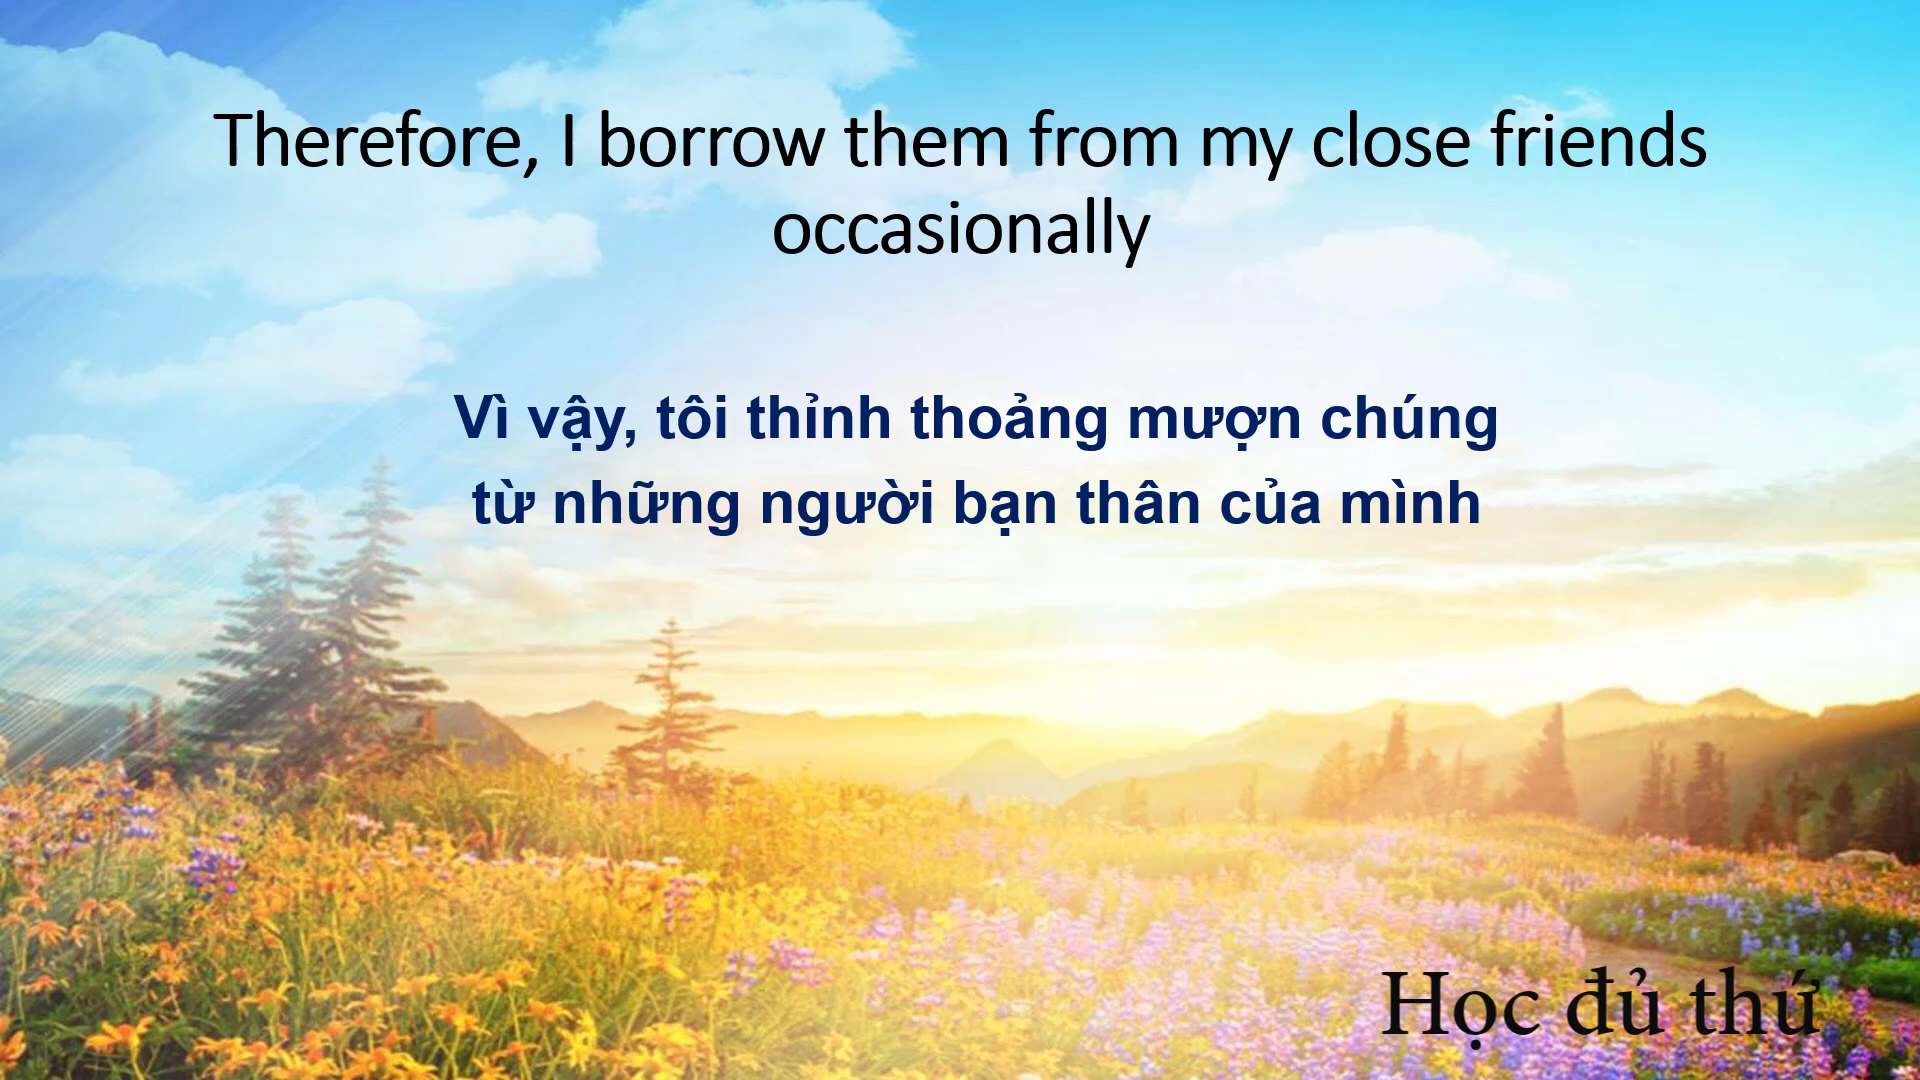 Therefore, I borrow them from my close friends
occasionally
Vì vậy, tôi thỉnh thoảng mượn chúng
từ những người bạn thân của mình
Học đủ thứ